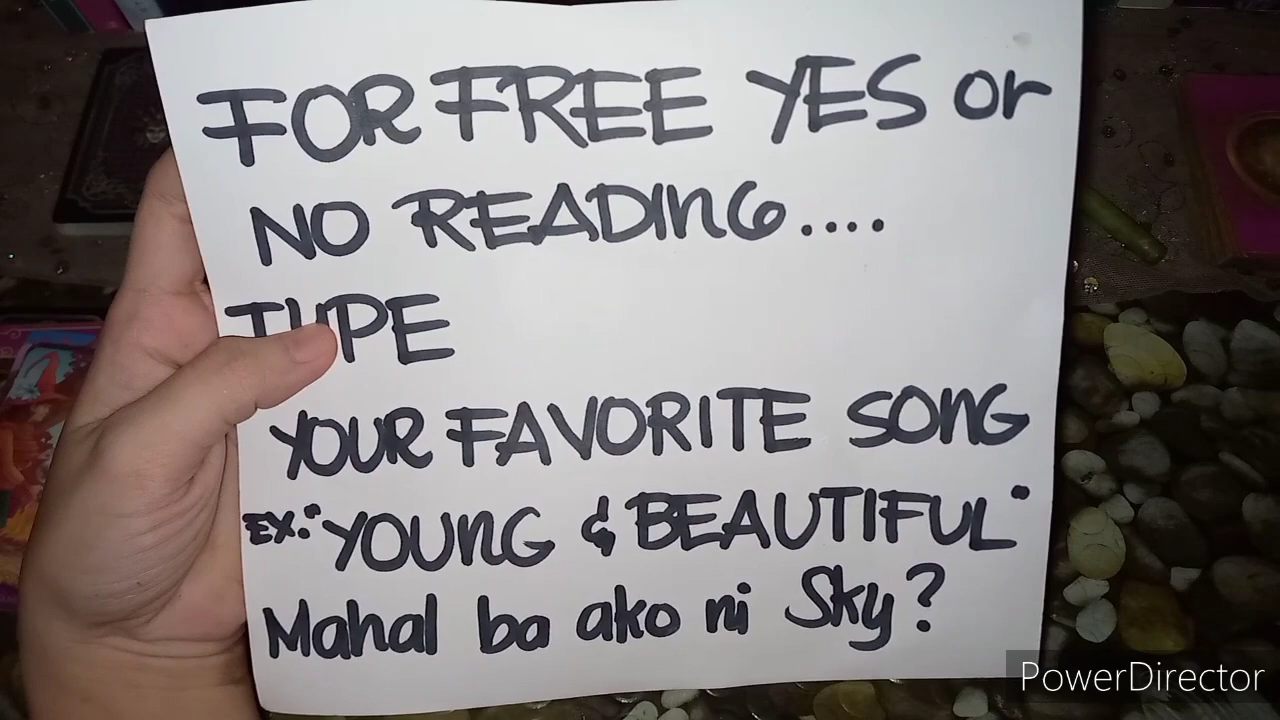 FOR FREE YES or
NO READING....
TYPE
YOUR FAVORITE SONG
EX: "YOUNG & BEAUTIFUL"
Mahal ba ako ni Sky?
PowerDirector